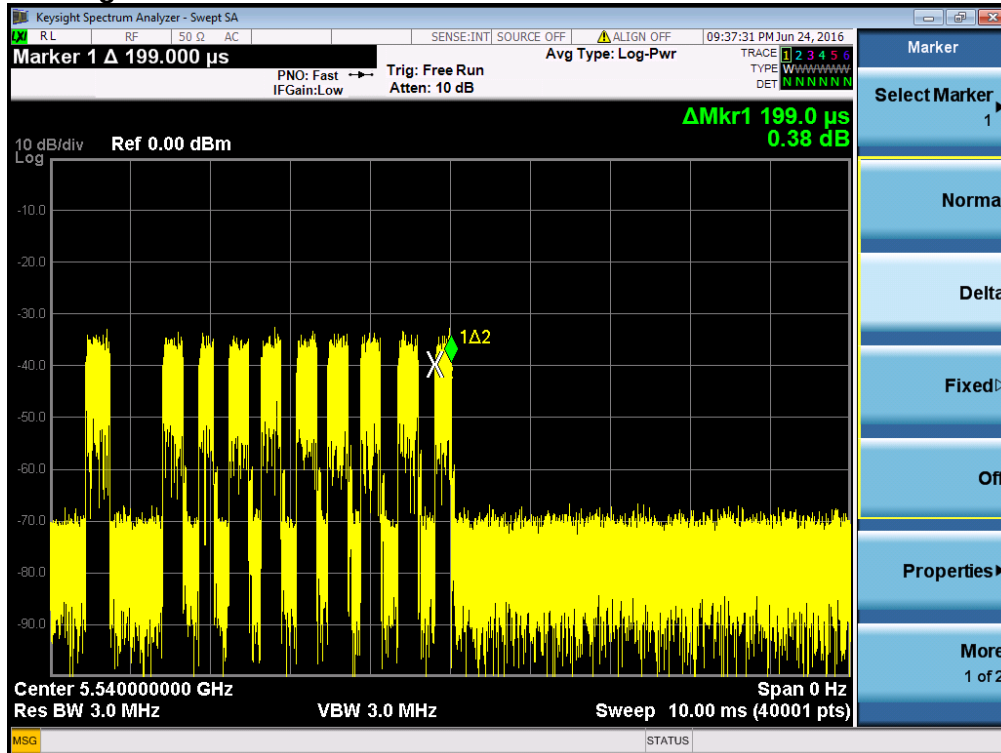 Keysight Spectrum Analyzer - Swept SA
LXI RL RF 50 Ω AC SENSE:INT SOURCE OFF ALIGN OFF 09:37:31 PM Jun 24, 2016
Marker 1 Δ 199.000 µs
PNO: Fast
IFGain:Low
Trig: Free Run
Atten: 10 dB
Avg Type: Log-Pwr
TRACE 1 2 3 4 5 6
TYPE WWWWWW
DET N N N N N N
Marker
Select Marker
1
Norma
Delta
Fixed
Off
Properties
More
1 of 2
ΔMkr1 199.0 µs
0.38 dB
10 dB/div Ref 0.00 dBm
Log
-10.0
-20.0
-30.0
-40.0
-50.0
-60.0
-70.0
-80.0
-90.0
1Δ2
X
Center 5.540000000 GHz Span 0 Hz
Res BW 3.0 MHz VBW 3.0 MHz Sweep 10.00 ms (40001 pts)
MSG STATUS